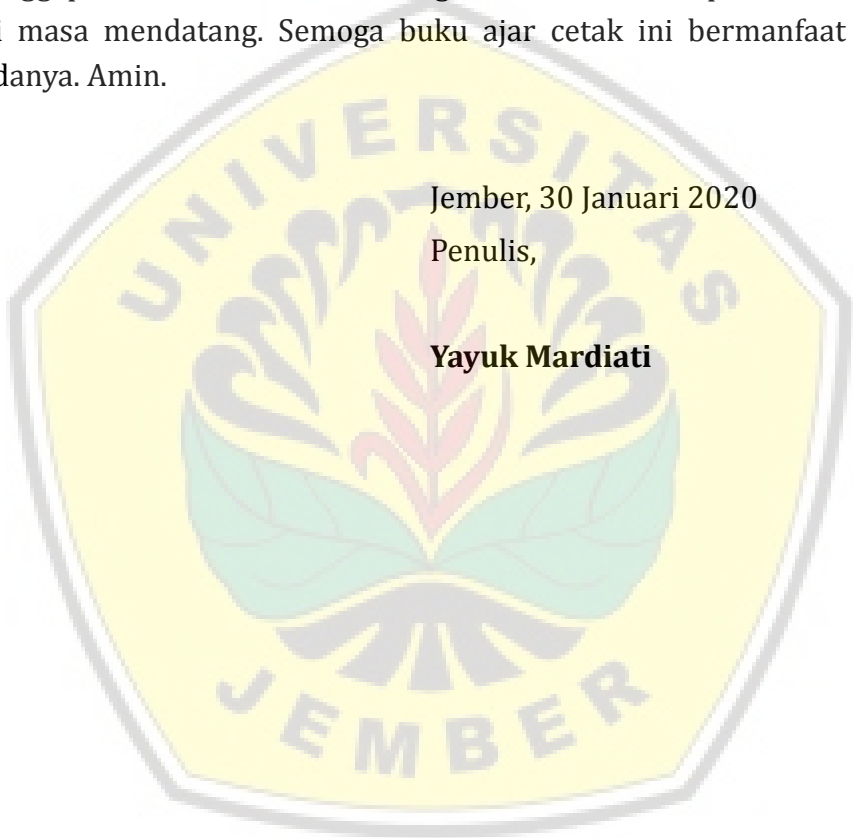 i masa mendatang. Semoga buku ajar cetak ini bermanfaat
danya. Amin.
UNIVERSITAS
Jember, 30 Januari 2020
Penulis,
Yayuk Mardiati
JEMBER